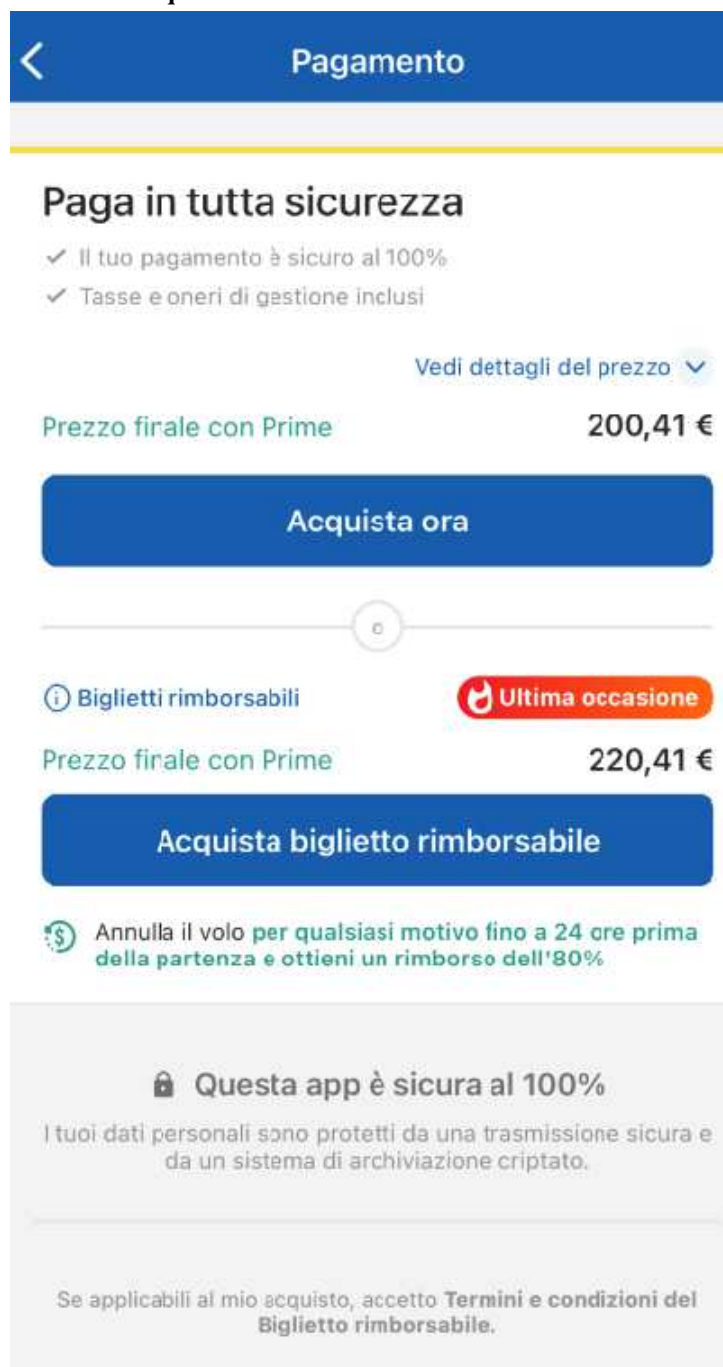 Pagamento
Paga in tutta sicurezza
Il tuo pagamento è sicuro al 100%
Tasse e oneri di gestione inclusi
Vedi dettagli del prezzo
Prezzo finale con Prime 200,41 €
Acquista ora
o
Biglietti rimborsabili Ultima occasione
Prezzo finale con Prime 220,41 €
Acquista biglietto rimborsabile
Annulla il volo per qualsiasi motivo fino a 24 ore prima
della partenza e ottieni un rimborso dell'80%
Questa app è sicura al 100%
I tuoi dati personali sono protetti da una trasmissione sicura e
da un sistema di archiviazione criptato.
Se applicabili al mio acquisto, accetto Termini e condizioni del
Biglietto rimborsabile.